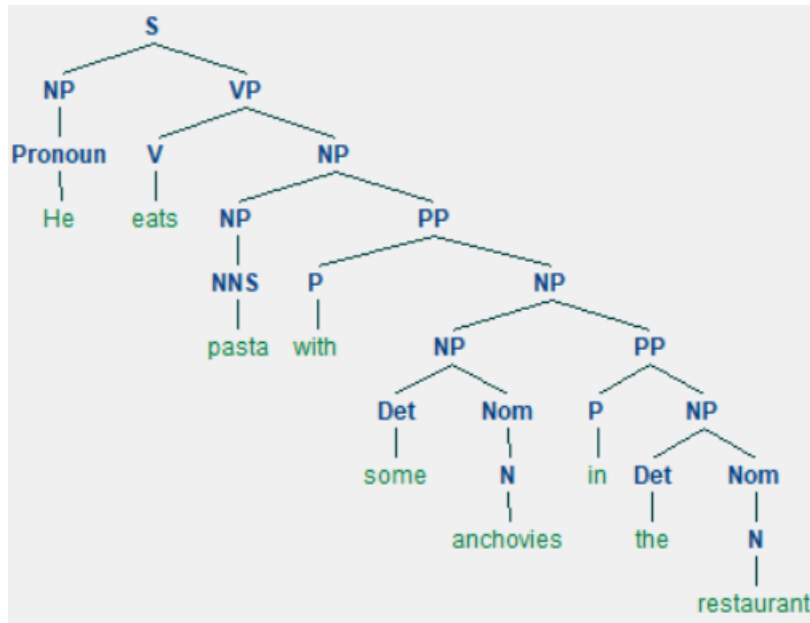 S
NP VP
Pronoun V NP
He eats NP PP
NNS P NP
pasta with NP PP
Det Nom P NP
some N in Det Nom
anchovies the N
restaurant